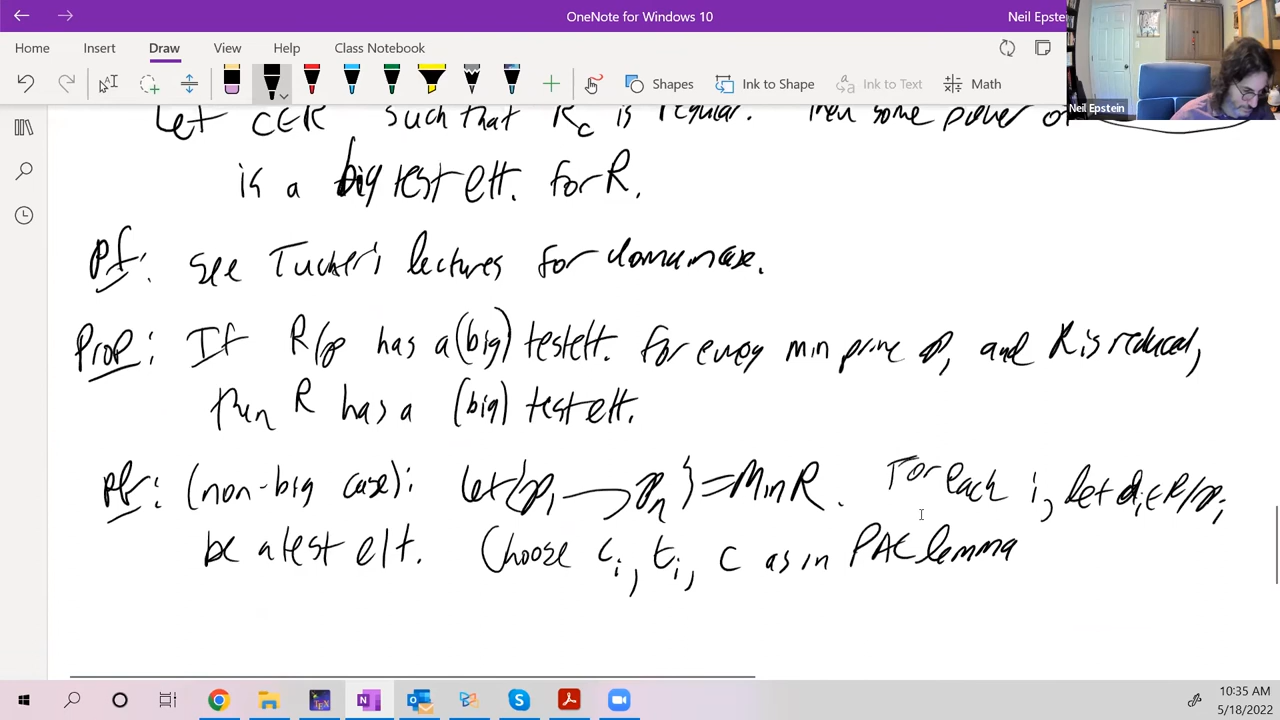 OneNote for Windows 10
Neil Epste
Home Insert Draw View Help Class Notebook
Shapes Ink to Shape Ink to Text Math
Neil Epstein
Let c∈R such that R_c is regular. Then some power of
is a big test elt. for R.
Pf: See Tucker's lectures for domain case.
Prop: If R/p has a (big) test elt. for every min prime p, and R is reduced,
then R has a (big) test elt.
Pf: (non-big case): Let {p_1 — p_n} = Min R. For each i, let d_i ∈ R/p_i
be a test elt. Choose c_i, t_i, c as in PAC lemma
10:35 AM
5/18/2022